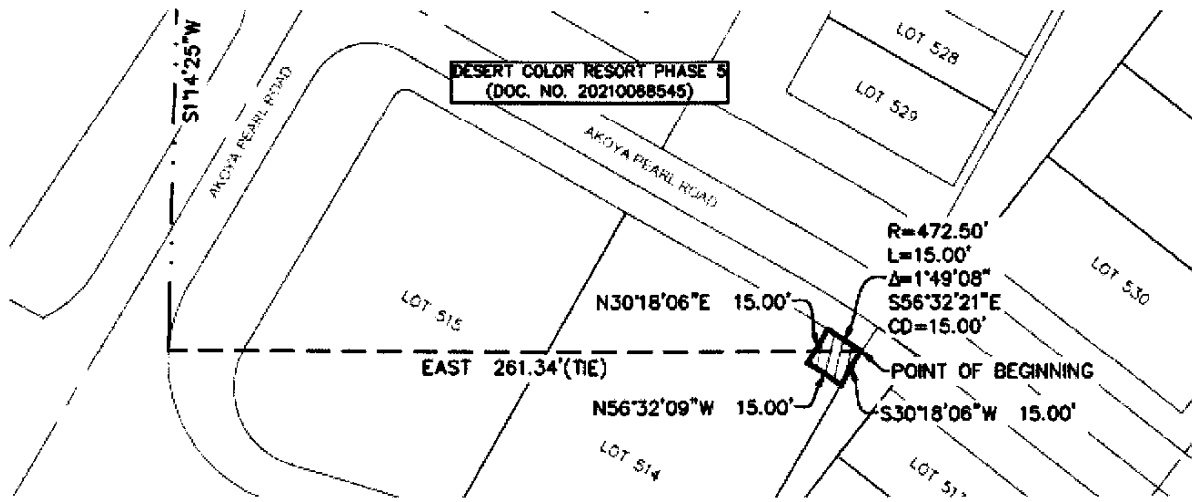 S1°14'25"W
AKOYA PEARL ROAD
DESERT COLOR RESORT PHASE 5
(DOC. NO. 20210068545)
LOT 528
LOT 529
AKOYA PEARL ROAD
R=472.50'
L=15.00'
Δ=1°49'08"
S56°32'21"E
CD=15.00'
LOT 530
LOT 515
N30°18'06"E 15.00'
EAST 261.34'(TIE)
POINT OF BEGINNING
N56°32'09"W 15.00'
S30°18'06"W 15.00'
LOT 514
LOT